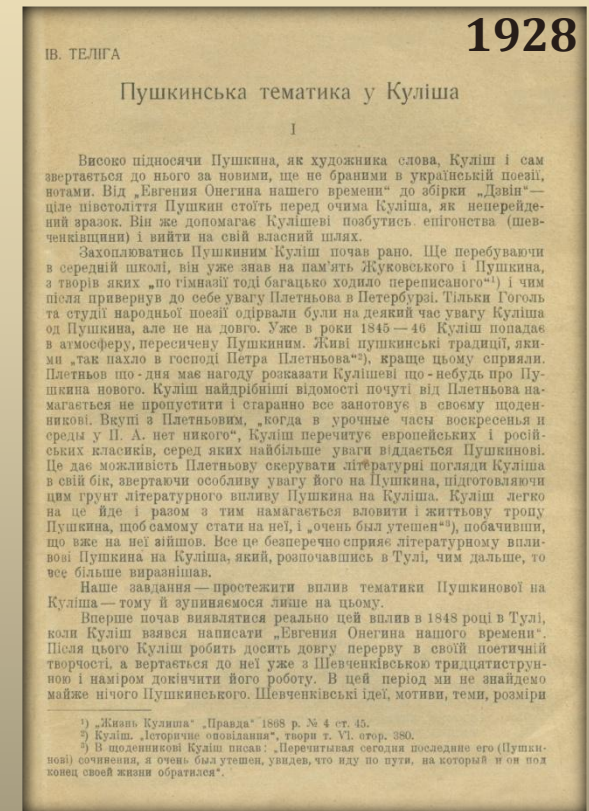 1928
ІВ. ТЕЛІГА
Пушкинська тематика у Куліша
I
Високо підносячи Пушкина, як художника слова, Куліш і сам
звертається до нього за новими, ще не браними в українській поезії,
нотами. Від „Евгения Онегина нашего времени" до збірки „Дзвін"—
ціле півстоліття Пушкин стоїть перед очима Куліша, як неперейде-
ний зразок. Він же допомагає Кулішеві позбутись епігонства (шев-
ченківщини) і вийти на свій власний шлях.
Захоплюватись Пушкиним Куліш почав рано. Ще перебуваючи
в середній школі, він уже знав на пам'ять Жуковського і Пушкина,
з творів яких „по гімназії тоді багацько ходило переписаного"¹) і чим
після привернув до себе увагу Плетньова в Петербурзі. Тільки Гоголь
та студії народньої поезії одірвали були на деякий час увагу Куліша
од Пушкина, але не на довго. Уже в роки 1845 — 46 Куліш попадає
в атмосферу, пересичену Пушкиним. Живі пушкинські традиції, яки-
ми „так пахло в господі Петра Плетньова"²), краще цьому сприяли.
Плетньов що-дня має нагоду розказати Кулішеві що-небудь про Пу-
шкина нового. Куліш найдрібніші відомості почуті від Плетньова на-
магається не пропустити і старанно все занотовує в своєму щоден-
никові. Вкупі з Плетньовим, „когда в урочные часы воскресенья и
среды у П. А. нет никого", Куліш перечитує европейських і росій-
ських класиків, серед яких найбільше уваги віддається Пушкинові.
Це дає можливість Плетньову скерувати літературні погляди Куліша
в свій бік, звертаючи особливу увагу його на Пушкина, підготовляючи
цим грунт літературного впливу Пушкина на Куліша. Куліш легко
на це йде і разом з тим намагається вловити і життьову тропу
Пушкина, щоб самому стати на неї, і „очень был утешен"³), побачивши,
що вже на неї зійшов. Все це безперечно сприяє літературному впли-
вові Пушкина на Куліша, який, розпочавшись в Тулі, чим дальше, то
все більше виразнішав.
Наше завдання — простежити вплив тематики Пушкинової на
Куліша — тому й зупиняємося лише на цьому.
Вперше почав виявлятися реально цей вплив в 1848 році в Тулі,
коли Куліш взявся написати „Евгения Онегина нашого времени".
Після цього Куліш робить досить довгу перерву в своїй поетичній
творчості, а вертається до неї уже з Шевченківською тридцятиструн-
ною і наміром докінчити його роботу. В цей період ми не знайдемо
майже нічого Пушкинського. Шевченківські ідеї, мотиви, теми, розміри
¹) „Жизнь Кулиша" „Правда" 1868 р. № 4 ст. 45.
²) Куліш. „Історичне оповідання", твори т. VI. стор. 380.
³) В щоденникові Куліш писав: „Перечитывая сегодня последние его (Пушки-
нові) сочинения, я очень был утешен, увидев, что иду по пути, на который и он под
конец своей жизни обратился".